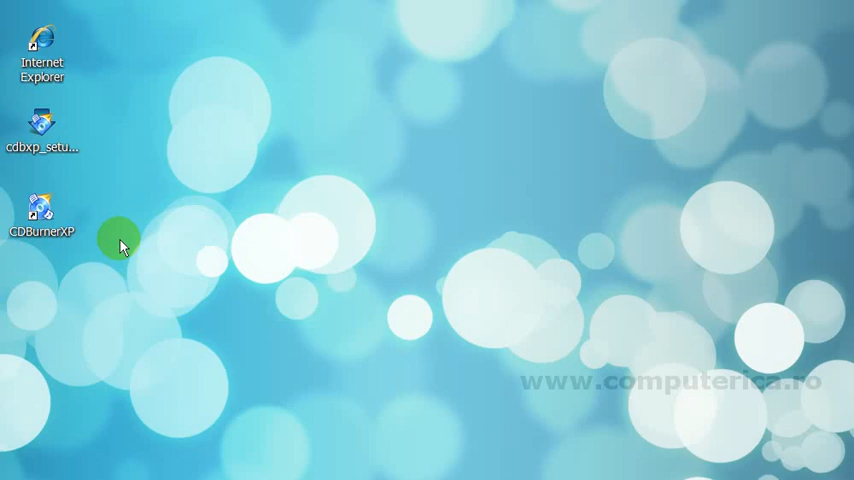 Internet
Explorer
cdbxp_setu...
CDBurnerXP
www.computerica.ro